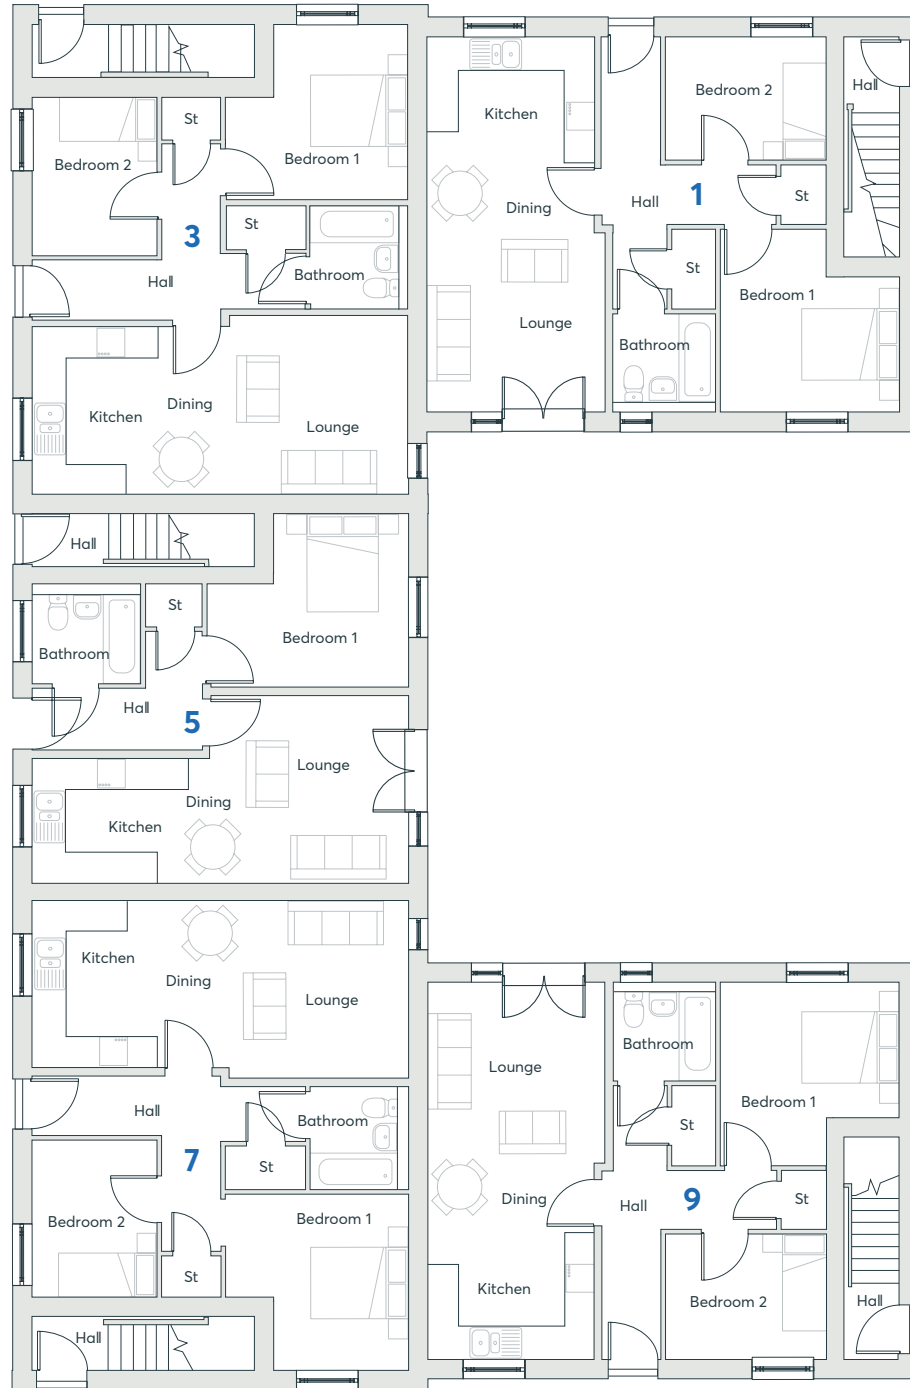 St
Bedroom 2
Bedroom 1
St
3
Hall
Bathroom
Dining
Kitchen
Lounge
Kitchen
Bedroom 2
Hall
Dining
Hall
1
St
St
Bedroom 1
Lounge
Bathroom
Hall
St
Bedroom 1
Bathroom
Hall
5
Lounge
Dining
Kitchen
Kitchen
Dining
Lounge
Hall
Bathroom
7
St
Bedroom 2
Bedroom 1
St
Hall
Bathroom
Lounge
Bedroom 1
St
Dining
Hall
9
St
Kitchen
Bedroom 2
Hall